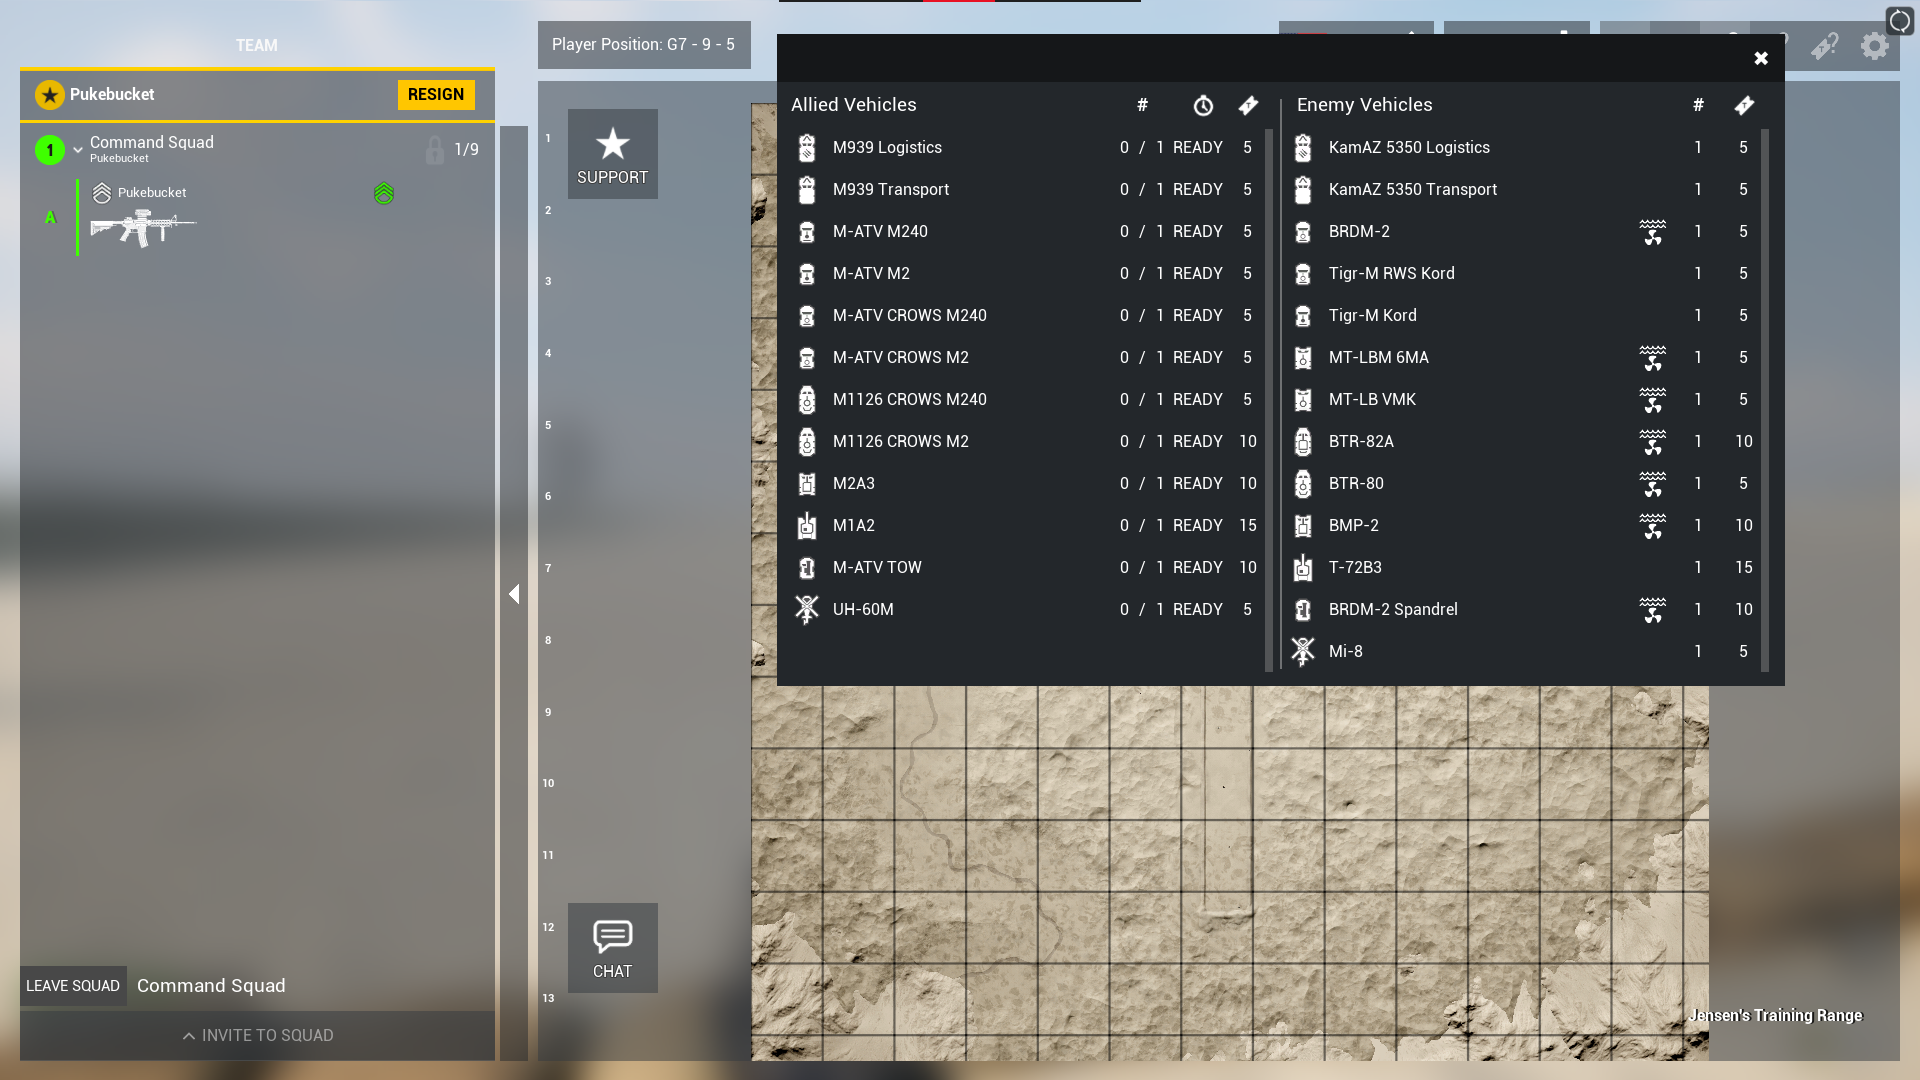 TEAM
Pukebucket
RESIGN
1
Command Squad
Pukebucket
1/9
A
Pukebucket
LEAVE SQUAD
Command Squad
INVITE TO SQUAD
Player Position: G7 - 9 - 5
SUPPORT
CHAT
1
2
3
4
5
6
7
8
9
10
11
12
13
Allied Vehicles #
M939 Logistics 0 / 1 READY 5
M939 Transport 0 / 1 READY 5
M-ATV M240 0 / 1 READY 5
M-ATV M2 0 / 1 READY 5
M-ATV CROWS M240 0 / 1 READY 5
M-ATV CROWS M2 0 / 1 READY 5
M1126 CROWS M240 0 / 1 READY 5
M1126 CROWS M2 0 / 1 READY 10
M2A3 0 / 1 READY 10
M1A2 0 / 1 READY 15
M-ATV TOW 0 / 1 READY 10
UH-60M 0 / 1 READY 5
Enemy Vehicles #
KamAZ 5350 Logistics 1 5
KamAZ 5350 Transport 1 5
BRDM-2 1 5
Tigr-M RWS Kord 1 5
Tigr-M Kord 1 5
MT-LBM 6MA 1 5
MT-LB VMK 1 5
BTR-82A 1 10
BTR-80 1 5
BMP-2 1 10
T-72B3 1 15
BRDM-2 Spandrel 1 10
Mi-8 1 5
Jensen's Training Range